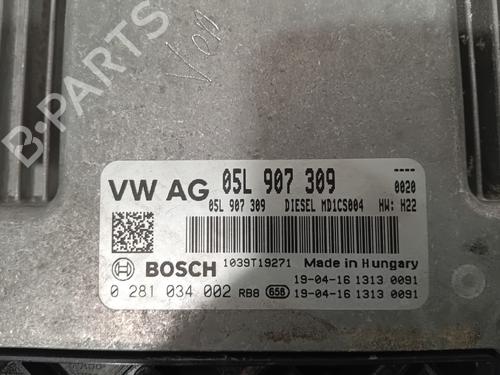 B-PARTS
VW AG 05L 907 309
---- 0020
05L 907 309 DIESEL MD1CS004 HW: H22
BOSCH 1039T19271 Made in Hungary
19-04-16 1313 0091
0 281 034 002 RB8 658 19-04-16 1313 0091